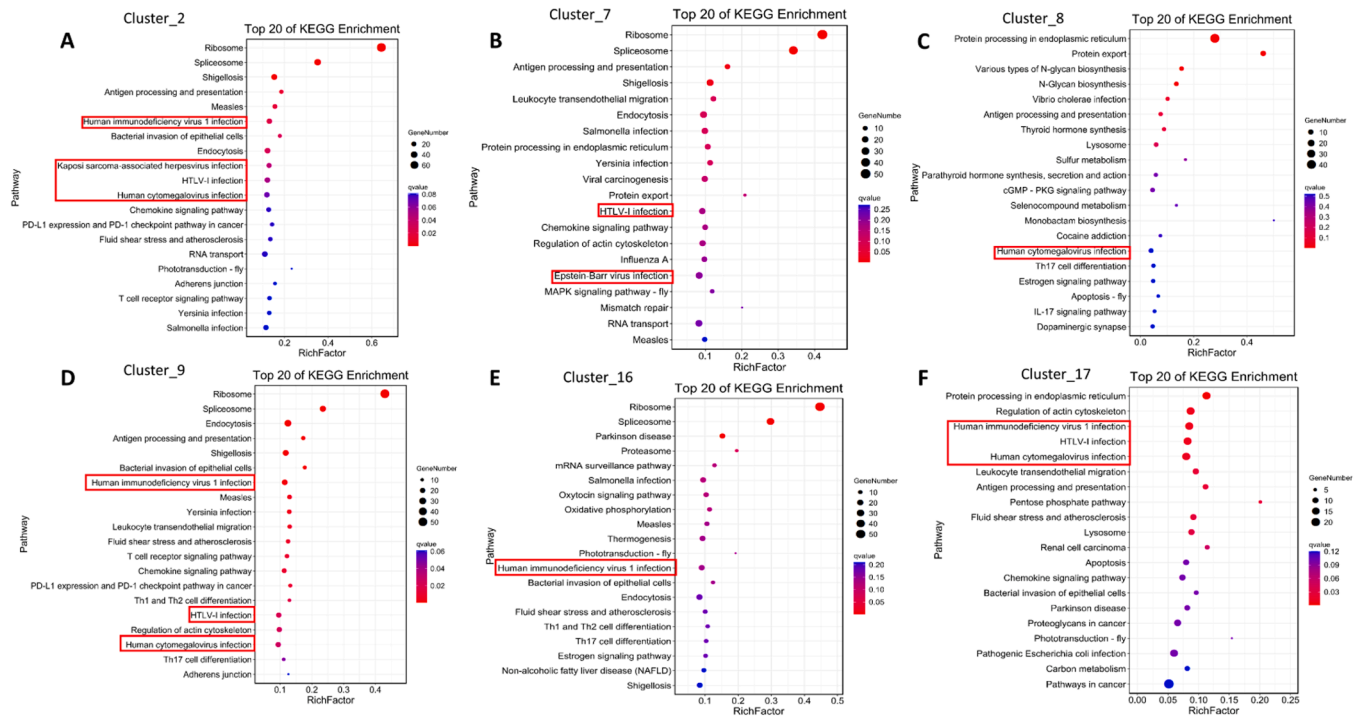 Cluster_2
A
Top 20 of KEGG Enrichment
Pathway
Ribosome
Spliceosome
Shigellosis
Antigen processing and presentation
Measles
Human immunodeficiency virus 1 infection
Bacterial invasion of epithelial cells
Endocytosis
Kaposi sarcoma-associated herpesvirus infection
HTLV-I infection
Human cytomegalovirus infection
Chemokine signaling pathway
PD-L1 expression and PD-1 checkpoint pathway in cancer
Fluid shear stress and atherosclerosis
RNA transport
Phototransduction - fly
Adherens junction
T cell receptor signaling pathway
Yersinia infection
Salmonella infection
0.2 0.4 0.6
RichFactor
GeneNumber
20
40
60
qvalue
0.08
0.06
0.04
0.02
Cluster_7
B
Top 20 of KEGG Enrichment
Pathway
Ribosome
Spliceosome
Antigen processing and presentation
Shigellosis
Leukocyte transendothelial migration
Endocytosis
Salmonella infection
Protein processing in endoplasmic reticulum
Yersinia infection
Viral carcinogenesis
Protein export
HTLV-I infection
Chemokine signaling pathway
Regulation of actin cytoskeleton
Influenza A
Epstein-Barr virus infection
MAPK signaling pathway - fly
Mismatch repair
RNA transport
Measles
0.1 0.2 0.3 0.4
RichFactor
GeneNumbe
10
20
30
40
50
qvalue
0.25
0.20
0.15
0.10
0.05
Cluster_8
C
Top 20 of KEGG Enrichment
Pathway
Protein processing in endoplasmic reticulum
Protein export
Various types of N-glycan biosynthesis
N-Glycan biosynthesis
Vibrio cholerae infection
Antigen processing and presentation
Thyroid hormone synthesis
Lysosome
Sulfur metabolism
Parathyroid hormone synthesis, secretion and action
cGMP - PKG signaling pathway
Selenocompound metabolism
Monobactam biosynthesis
Cocaine addiction
Human cytomegalovirus infection
Th17 cell differentiation
Estrogen signaling pathway
Apoptosis - fly
IL-17 signaling pathway
Dopaminergic synapse
0.0 0.2 0.4
RichFactor
GeneNumber
10
20
30
40
qvalue
0.5
0.4
0.3
0.2
0.1
Cluster_9
D
Top 20 of KEGG Enrichment
Pathway
Ribosome
Spliceosome
Endocytosis
Antigen processing and presentation
Shigellosis
Bacterial invasion of epithelial cells
Human immunodeficiency virus 1 infection
Measles
Yersinia infection
Leukocyte transendothelial migration
Fluid shear stress and atherosclerosis
T cell receptor signaling pathway
Chemokine signaling pathway
PD-L1 expression and PD-1 checkpoint pathway in cancer
Th1 and Th2 cell differentiation
HTLV-I infection
Regulation of actin cytoskeleton
Human cytomegalovirus infection
Th17 cell differentiation
Adherens junction
0.1 0.2 0.3 0.4
RichFactor
GeneNumber
10
20
30
40
50
qvalue
0.06
0.04
0.02
Cluster_16
E
Top 20 of KEGG Enrichment
Pathway
Ribosome
Spliceosome
Parkinson disease
Proteasome
mRNA surveillance pathway
Salmonella infection
Oxytocin signaling pathway
Oxidative phosphorylation
Measles
Thermogenesis
Phototransduction - fly
Human immunodeficiency virus 1 infection
Bacterial invasion of epithelial cells
Endocytosis
Fluid shear stress and atherosclerosis
Th1 and Th2 cell differentiation
Th17 cell differentiation
Estrogen signaling pathway
Non-alcoholic fatty liver disease (NAFLD)
Shigellosis
0.1 0.2 0.3 0.4 0.5
RichFactor
GeneNumber
10
20
30
40
50
qvalue
0.20
0.15
0.10
0.05
Cluster_17
F
Top 20 of KEGG Enrichment
Pathway
Protein processing in endoplasmic reticulum
Regulation of actin cytoskeleton
Human immunodeficiency virus 1 infection
HTLV-I infection
Human cytomegalovirus infection
Leukocyte transendothelial migration
Antigen processing and presentation
Pentose phosphate pathway
Fluid shear stress and atherosclerosis
Lysosome
Renal cell carcinoma
Apoptosis
Chemokine signaling pathway
Bacterial invasion of epithelial cells
Parkinson disease
Proteoglycans in cancer
Phototransduction - fly
Pathogenic Escherichia coli infection
Carbon metabolism
Pathways in cancer
0.00 0.05 0.10 0.15 0.20 0.25
RichFactor
GeneNumber
5
10
15
20
qvalue
0.12
0.09
0.06
0.03